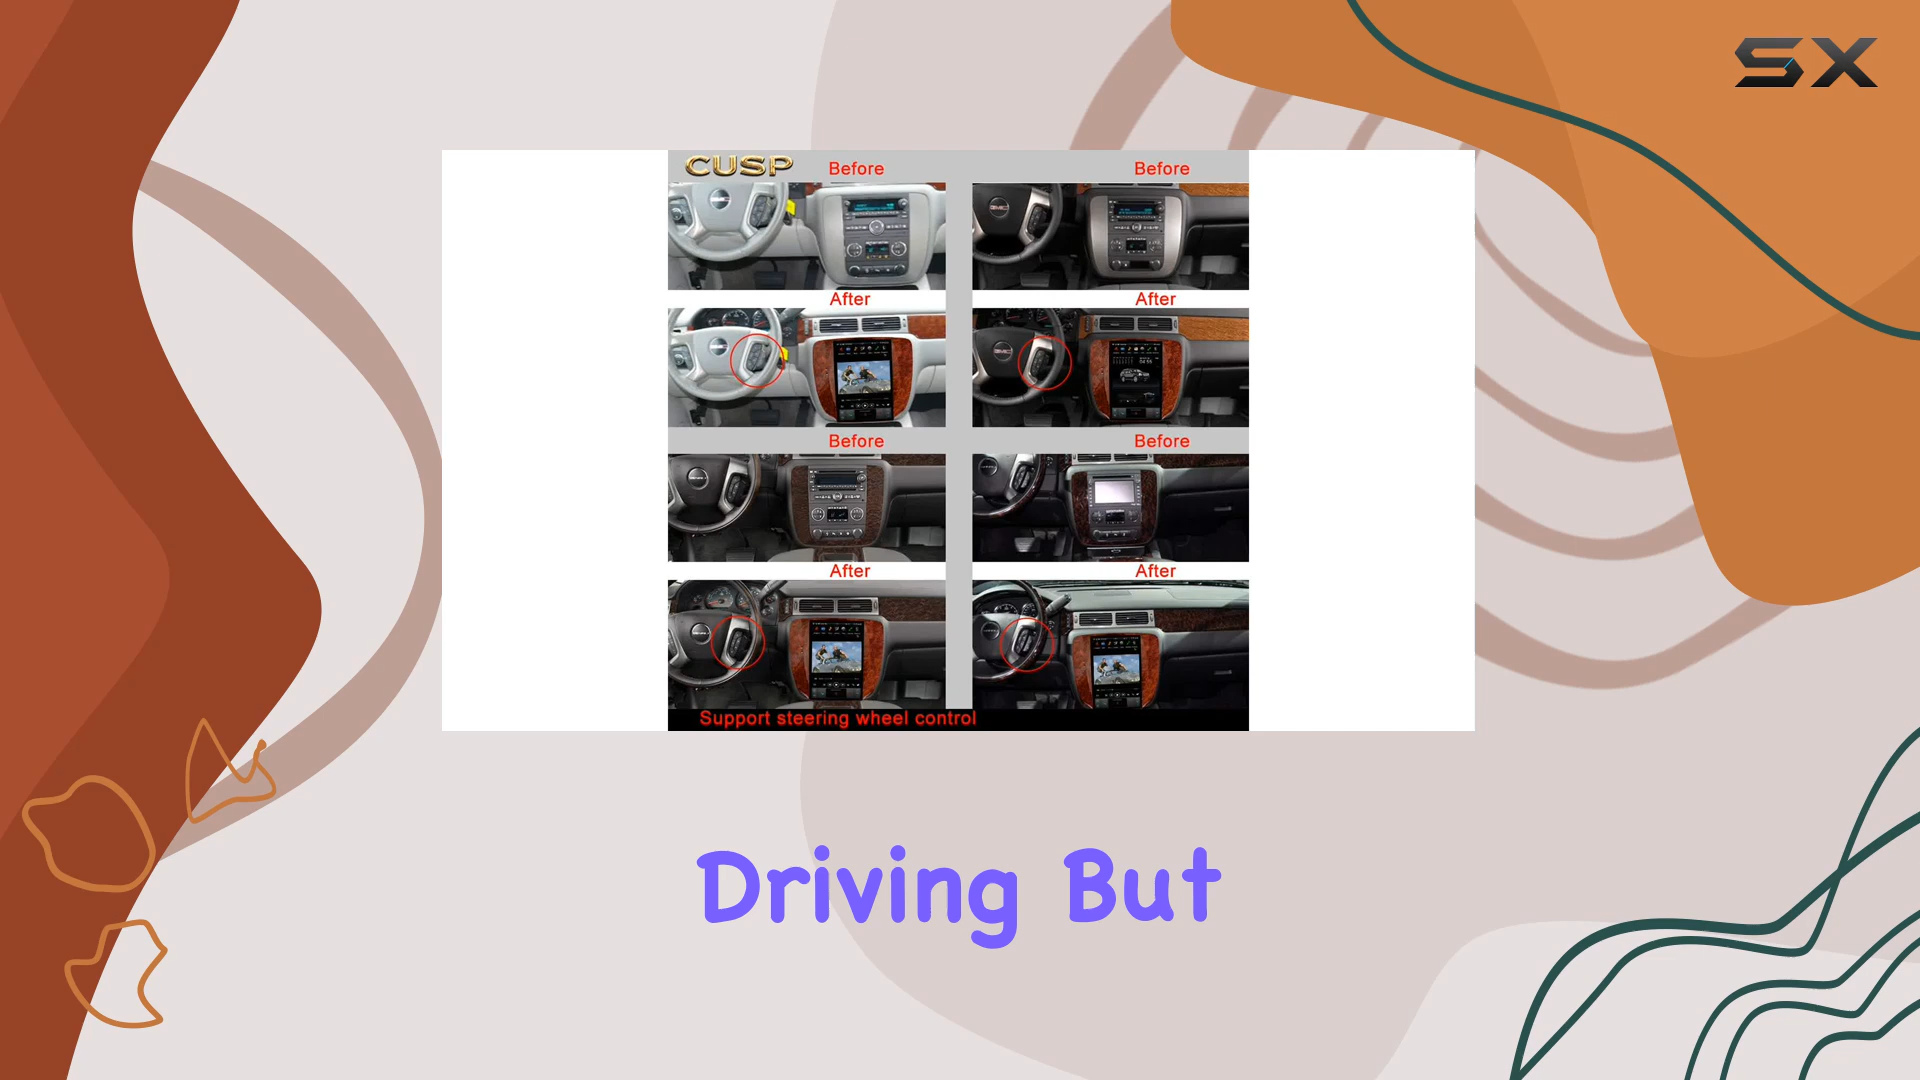 SX
CUSP
Before
Before
After
After
Before
Before
After
After
Support steering wheel control
Driving But